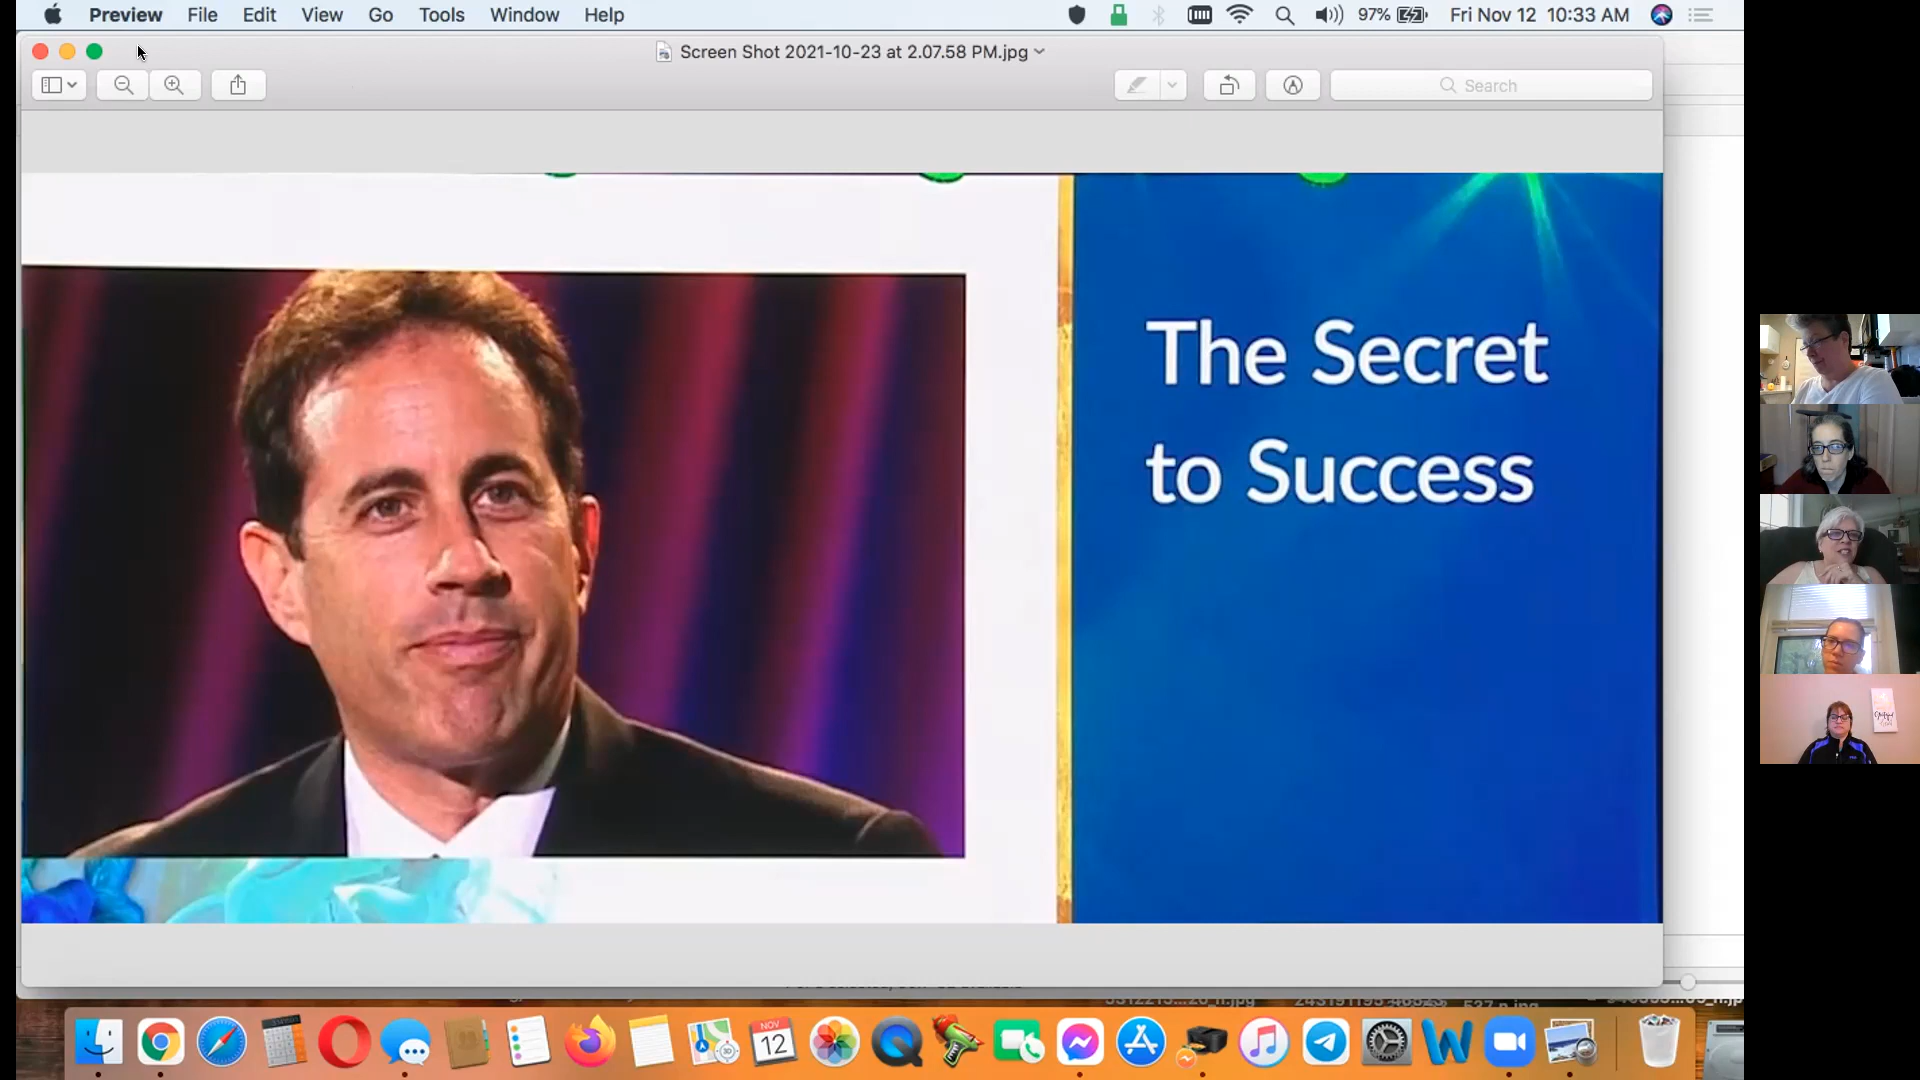 Preview File Edit View Go Tools Window Help 97% Fri Nov 12 10:33 AM
Screen Shot 2021-10-23 at 2.07.58 PM.jpg
Search
The Secret
to Success
NOV
12